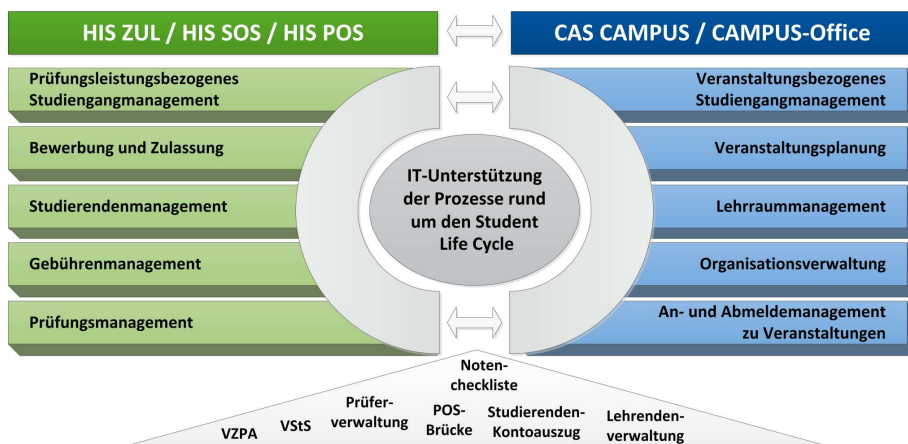 HIS ZUL / HIS SOS / HIS POS
CAS CAMPUS / CAMPUS-Office
Prüfungsleistungsbezogenes
Studiengangmanagement
Bewerbung und Zulassung
Studierendenmanagement
Gebührenmanagement
Prüfungsmanagement
IT-Unterstützung
der Prozesse rund
um den Student
Life Cycle
Veranstaltungsbezogenes
Studiengangmanagement
Veranstaltungsplanung
Lehrraummanagement
Organisationsverwaltung
An- und Abmeldemanagement
zu Veranstaltungen
VZPA
VStS
Prüfer-
verwaltung
Noten-
checkliste
POS-
Brücke
Studierenden-
Kontoauszug
Lehrenden-
verwaltung